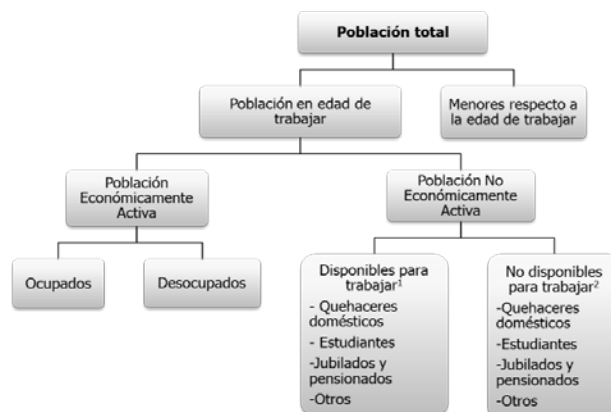 Población total
Población en edad de
trabajar
Menores respecto a
la edad de trabajar
Población
Económicamente
Activa
Población No
Económicamente
Activa
Ocupados
Desocupados
Disponibles para
trabajar¹
- Quehaceres
domésticos
- Estudiantes
-Jubilados y
pensionados
-Otros
No disponibles
para trabajar²
-Quehaceres
domésticos
-Estudiantes
-Jubilados y
pensionados
-Otros